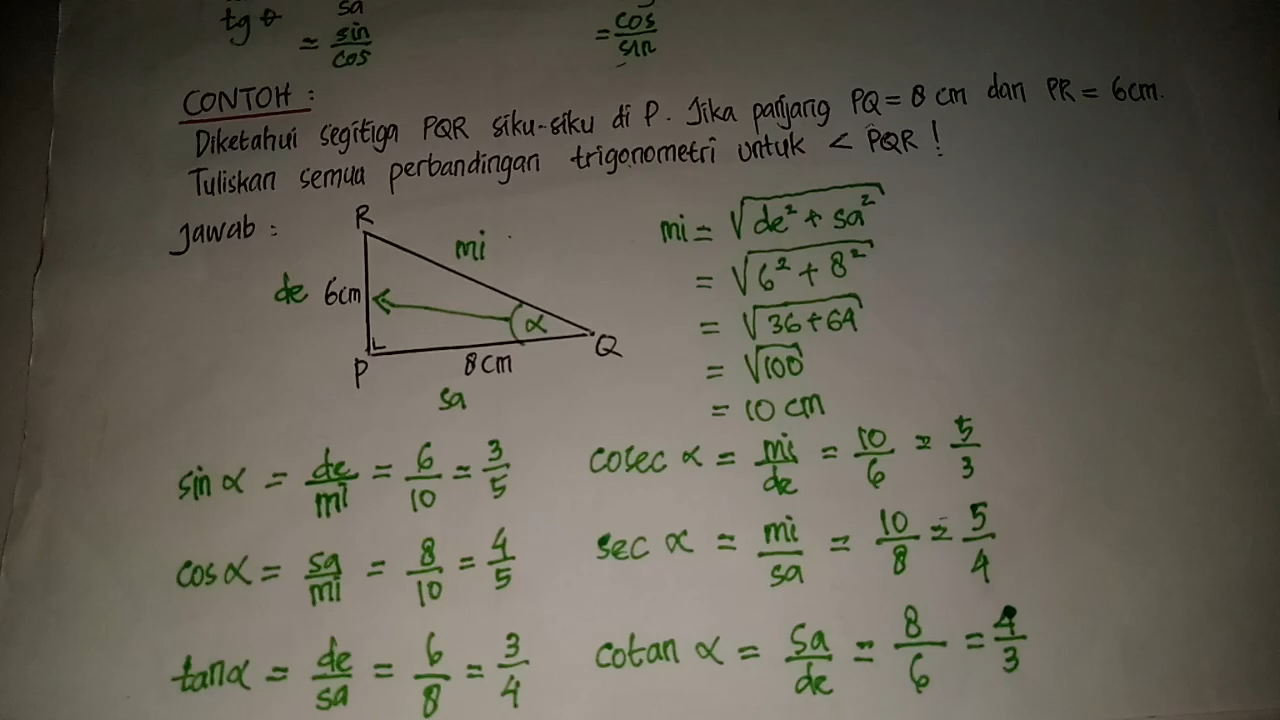 sa
tgθ = sin/cos = cos/sin
CONTOH :
Diketahui segitiga PQR siku-siku di P. Jika panjang PQ = 8 cm dan PR = 6cm.
Tuliskan semua perbandingan trigonometri untuk < PQR !
Jawab :
R
mi
de 6cm
α
P
Q
8 cm
sa
mi = √de² + sa²
= √6² + 8²
= √36 + 64
= √100
= 10 cm
sin α = de/mi = 6/10 = 3/5
cosec α = mi/de = 10/6 = 5/3
cos α = sa/mi = 8/10 = 4/5
sec α = mi/sa = 10/8 = 5/4
tan α = de/sa = 6/8 = 3/4
cotan α = sa/de = 8/6 = 4/3